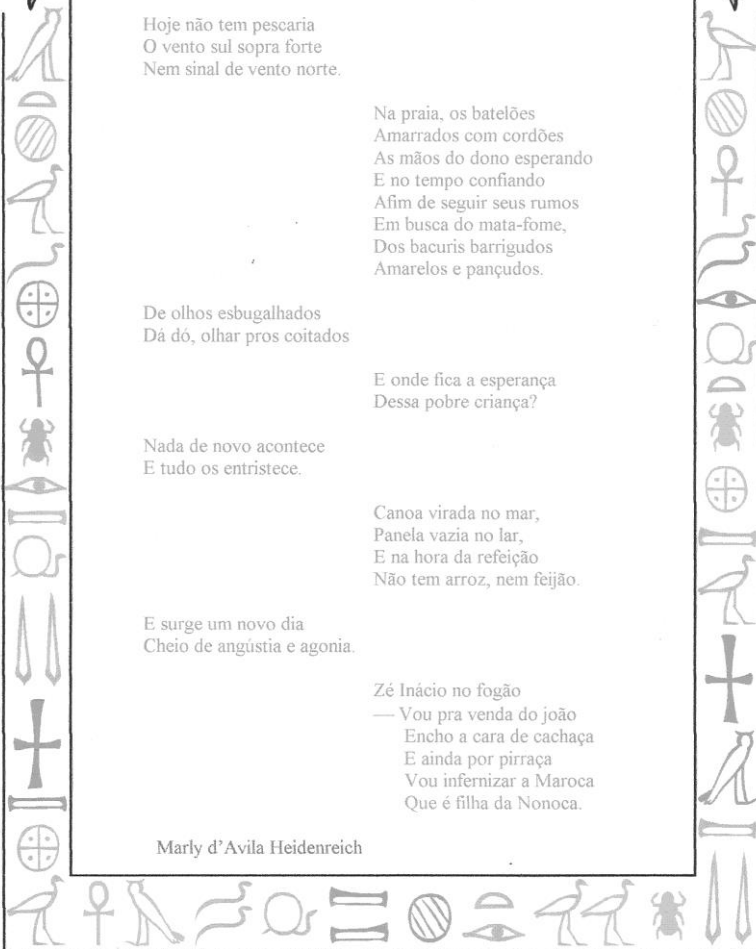 Hoje não tem pescaria
O vento sul sopra forte
Nem sinal de vento norte.
Na praia, os batelões
Amarrados com cordões
As mãos do dono esperando
E no tempo confiando
Afim de seguir seus rumos
Em busca do mata-fome,
Dos bacuris barrigudos
Amarelos e pançudos.
De olhos esbugalhados
Dá dó, olhar pros coitados
E onde fica a esperança
Dessa pobre criança?
Nada de novo acontece
E tudo os entristece.
Canoa virada no mar,
Panela vazia no lar,
E na hora da refeição
Não tem arroz, nem feijão.
E surge um novo dia
Cheio de angústia e agonia.
Zé Inácio no fogão
— Vou pra venda do joão
Encho a cara de cachaça
E ainda por pirraça
Vou infernizar a Maroca
Que é filha da Nonoca.
Marly d'Avila Heidenreich